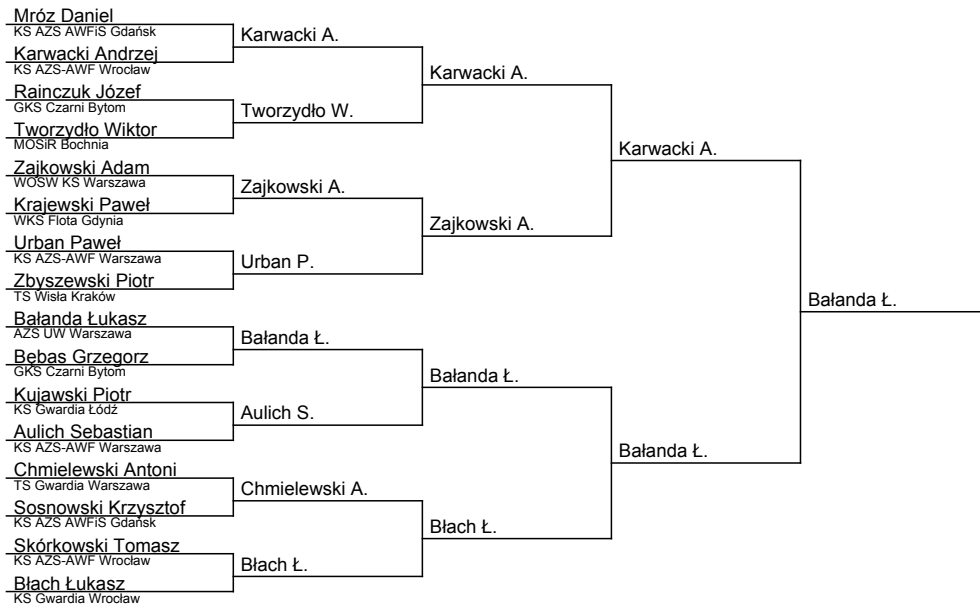 Mróz Daniel
KS AZS AWFiS Gdańsk
Karwacki Andrzej
KS AZS-AWF Wrocław
Rainczuk Józef
GKS Czarni Bytom
Tworzydło Wiktor
MOSiR Bochnia
Zajkowski Adam
WOSW KS Warszawa
Krajewski Paweł
WKS Flota Gdynia
Urban Paweł
KS AZS-AWF Warszawa
Zbyszewski Piotr
TS Wisła Kraków
Bałanda Łukasz
AZS UW Warszawa
Bębas Grzegorz
GKS Czarni Bytom
Kujawski Piotr
KS Gwardia Łódź
Aulich Sebastian
KS AZS-AWF Warszawa
Chmielewski Antoni
TS Gwardia Warszawa
Sosnowski Krzysztof
KS AZS AWFiS Gdańsk
Skórkowski Tomasz
KS AZS-AWF Wrocław
Błach Łukasz
KS Gwardia Wrocław
Karwacki A.
Tworzydło W.
Zajkowski A.
Urban P.
Bałanda Ł.
Aulich S.
Chmielewski A.
Błach Ł.
Karwacki A.
Zajkowski A.
Bałanda Ł.
Błach Ł.
Karwacki A.
Bałanda Ł.
Bałanda Ł.